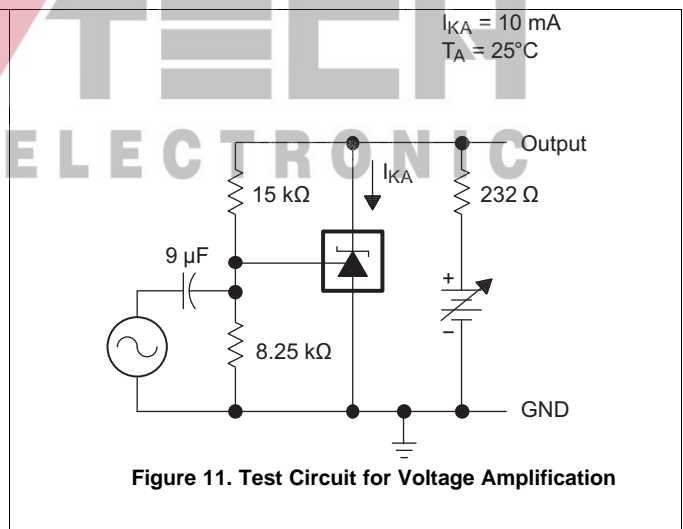 I_KA = 10 mA
T_A = 25°C
TECH
ELECTRONIC
Output
I_KA
15 kΩ
232 Ω
9 µF
+
−
8.25 kΩ
GND
Figure 11. Test Circuit for Voltage Amplification